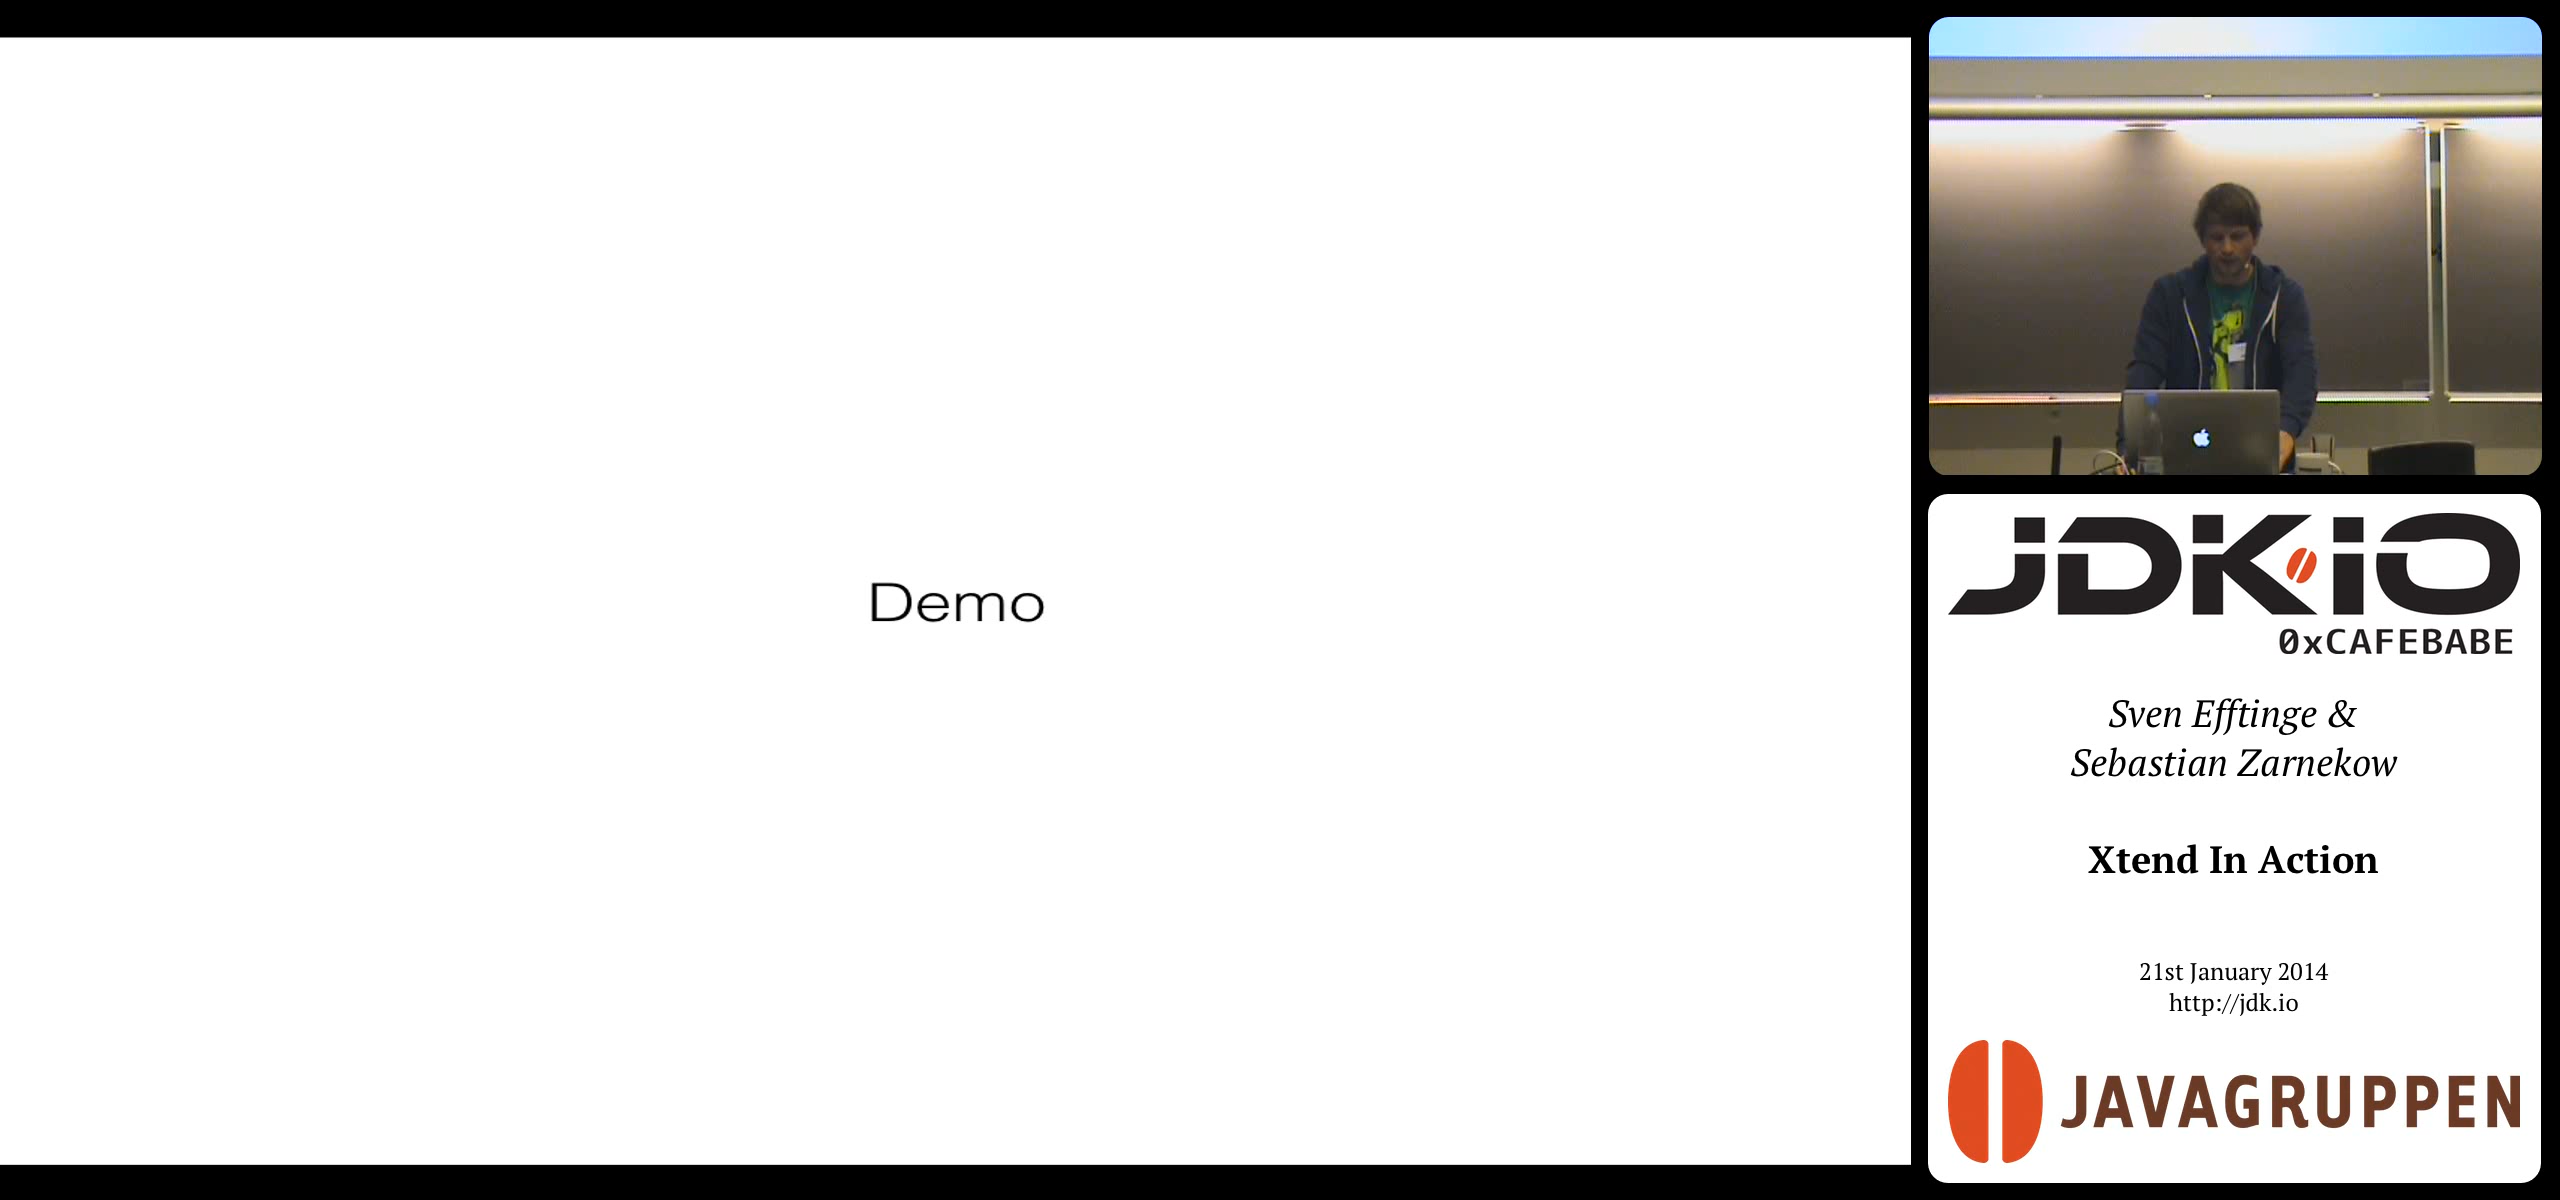 Demo
JDK.IO
0xCAFEBABE
Sven Efftinge &
Sebastian Zarnekow
Xtend In Action
21st January 2014
http://jdk.io
JAVAGRUPPEN